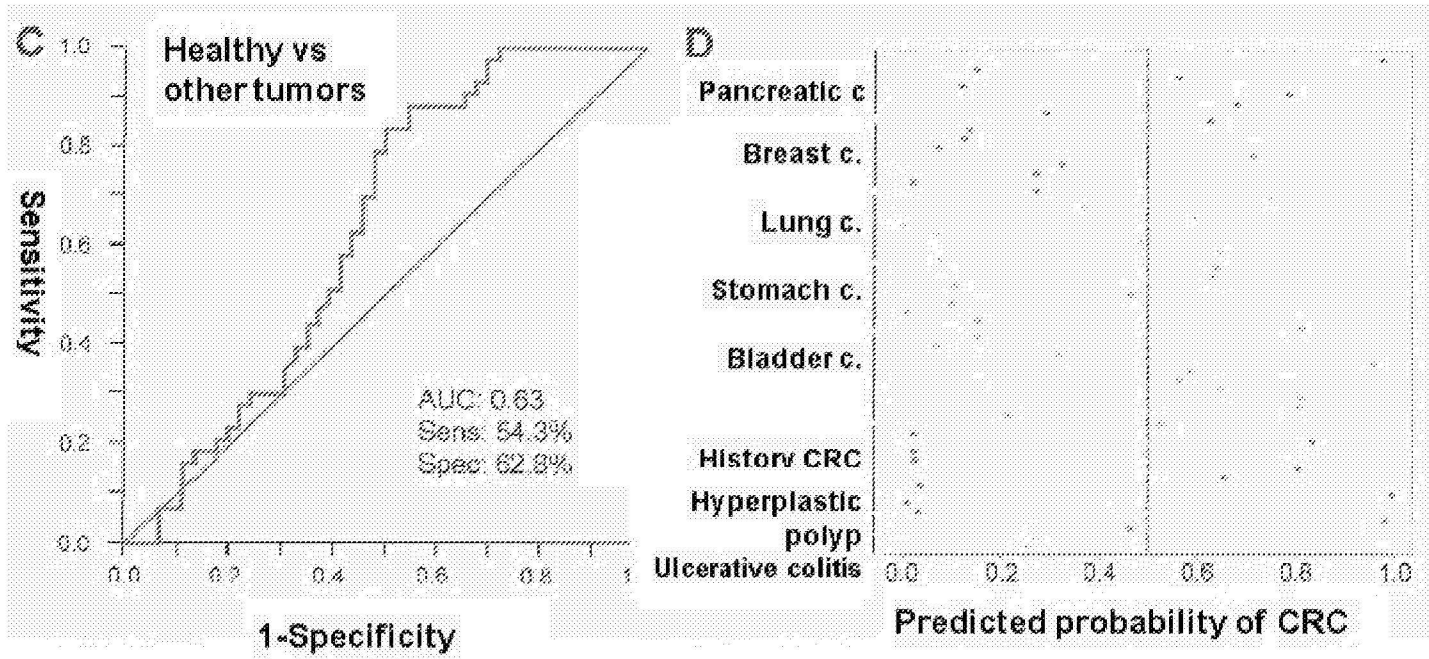 C
Healthy vs
other tumors
1.0
0.8
0.6
0.4
0.2
0.0
Sensitivity
AUC: 0.63
Sens: 54.3%
Spec: 62.8%
0.0 0.2 0.4 0.6 0.8 1.
1-Specificity
D
Pancreatic c
Breast c.
Lung c.
Stomach c.
Bladder c.
History CRC
Hyperplastic
polyp
Ulcerative colitis
0.0 0.2 0.4 0.6 0.8 1.0
Predicted probability of CRC